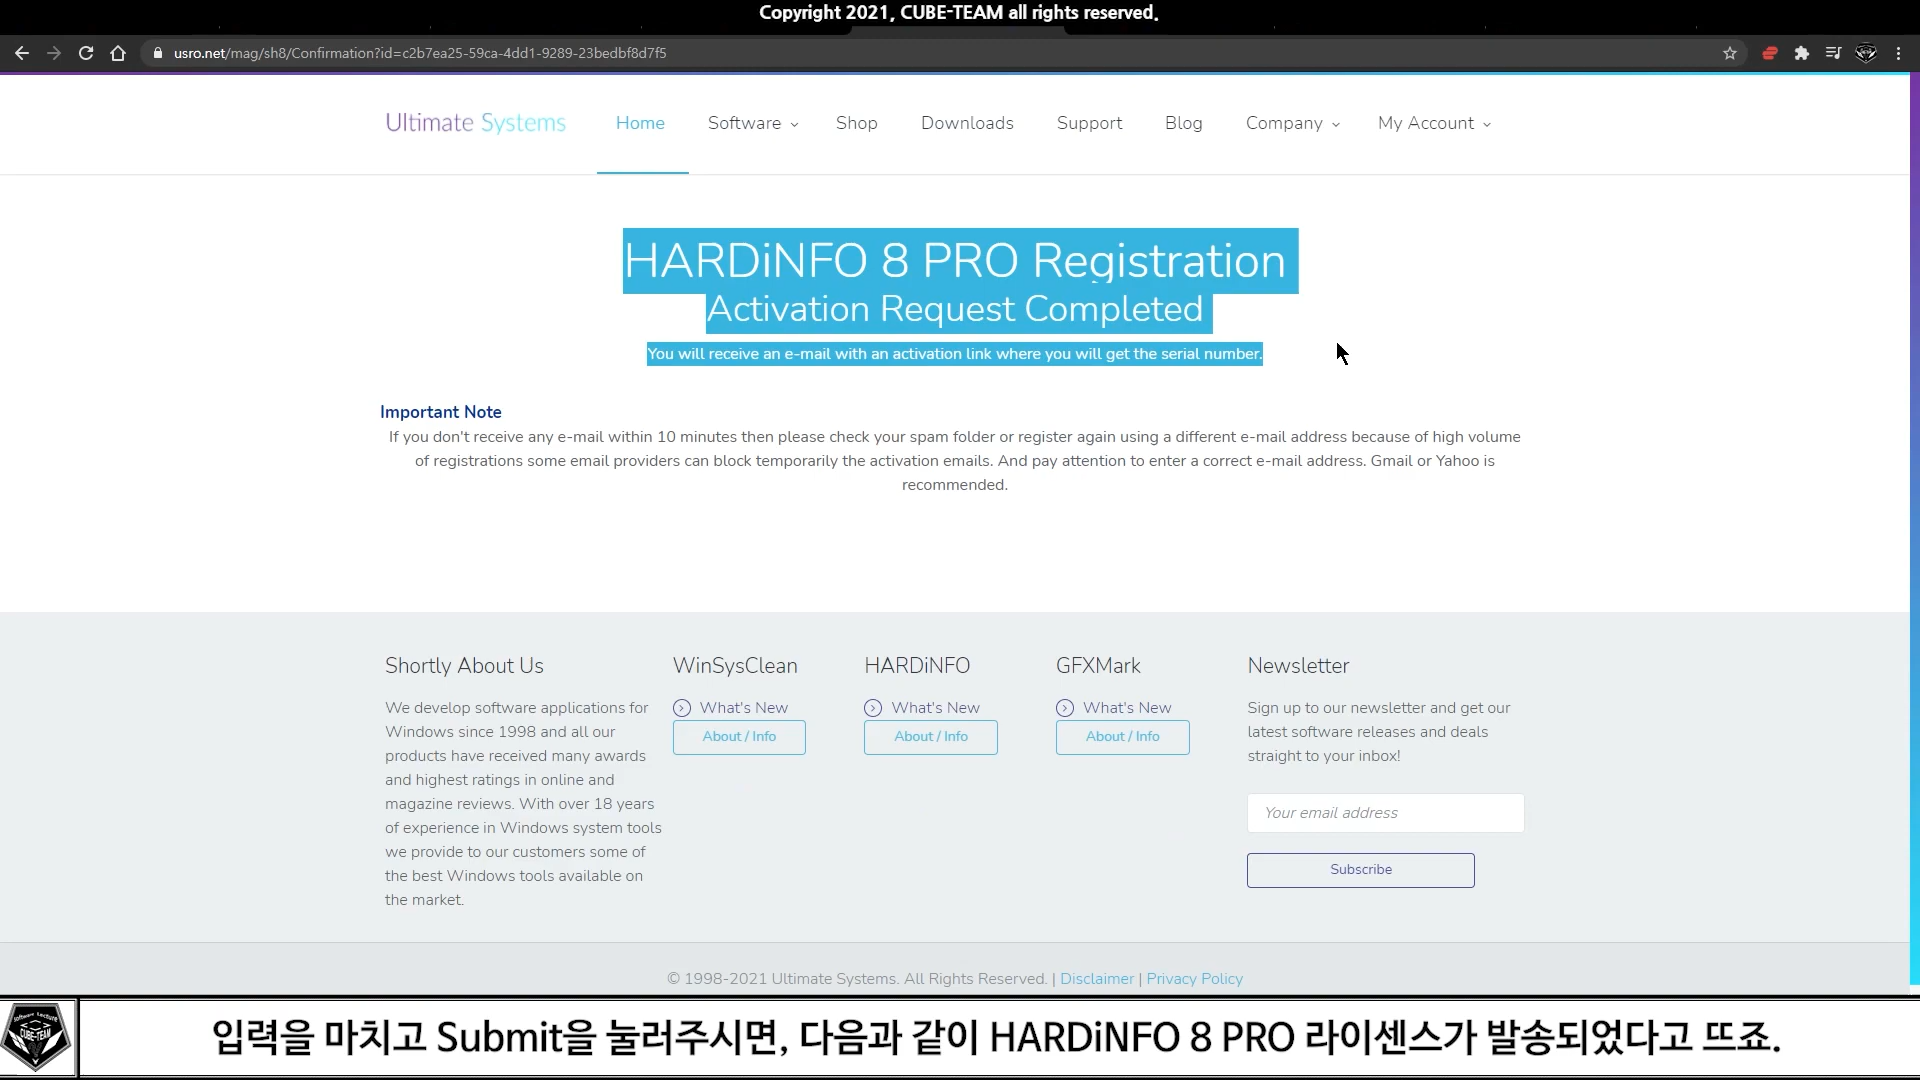 Copyright 2021, CUBE-TEAM all rights reserved.
usro.net/mag/sh8/Confirmation?id=c2b7ea25-59ca-4dd1-9289-23bedbf8d7f5
Ultimate Systems
Home Software Shop Downloads Support Blog Company My Account
HARDiNFO 8 PRO Registration
Activation Request Completed
You will receive an e-mail with an activation link where you will get the serial number.
Important Note
If you don't receive any e-mail within 10 minutes then please check your spam folder or register again using a different e-mail address because of high volume
of registrations some email providers can block temporarily the activation emails. And pay attention to enter a correct e-mail address. Gmail or Yahoo is
recommended.
Shortly About Us
We develop software applications for
Windows since 1998 and all our
products have received many awards
and highest ratings in online and
magazine reviews. With over 18 years
of experience in Windows system tools
we provide to our customers some of
the best Windows tools available on
the market.
WinSysClean
What's New
About / Info
HARDiNFO
What's New
About / Info
GFXMark
What's New
About / Info
Newsletter
Sign up to our newsletter and get our
latest software releases and deals
straight to your inbox!
Your email address
Subscribe
© 1998-2021 Ultimate Systems. All Rights Reserved. | Disclaimer | Privacy Policy
Software Lecture
CUBE-TEAM
입력을 마치고 Submit을 눌러주시면, 다음과 같이 HARDiNFO 8 PRO 라이센스가 발송되었다고 뜨죠.